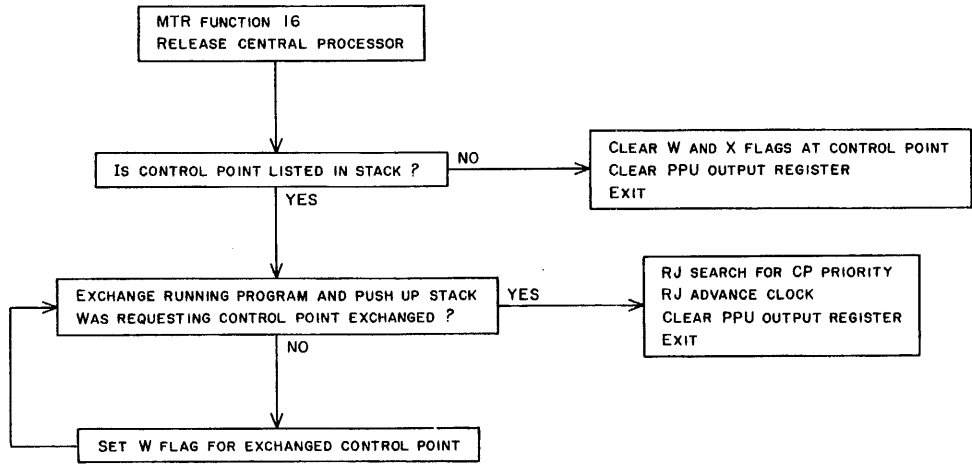 MTR FUNCTION 16
RELEASE CENTRAL PROCESSOR
IS CONTROL POINT LISTED IN STACK ?
NO
CLEAR W AND X FLAGS AT CONTROL POINT
CLEAR PPU OUTPUT REGISTER
EXIT
YES
EXCHANGE RUNNING PROGRAM AND PUSH UP STACK
WAS REQUESTING CONTROL POINT EXCHANGED ?
YES
RJ SEARCH FOR CP PRIORITY
RJ ADVANCE CLOCK
CLEAR PPU OUTPUT REGISTER
EXIT
NO
SET W FLAG FOR EXCHANGED CONTROL POINT